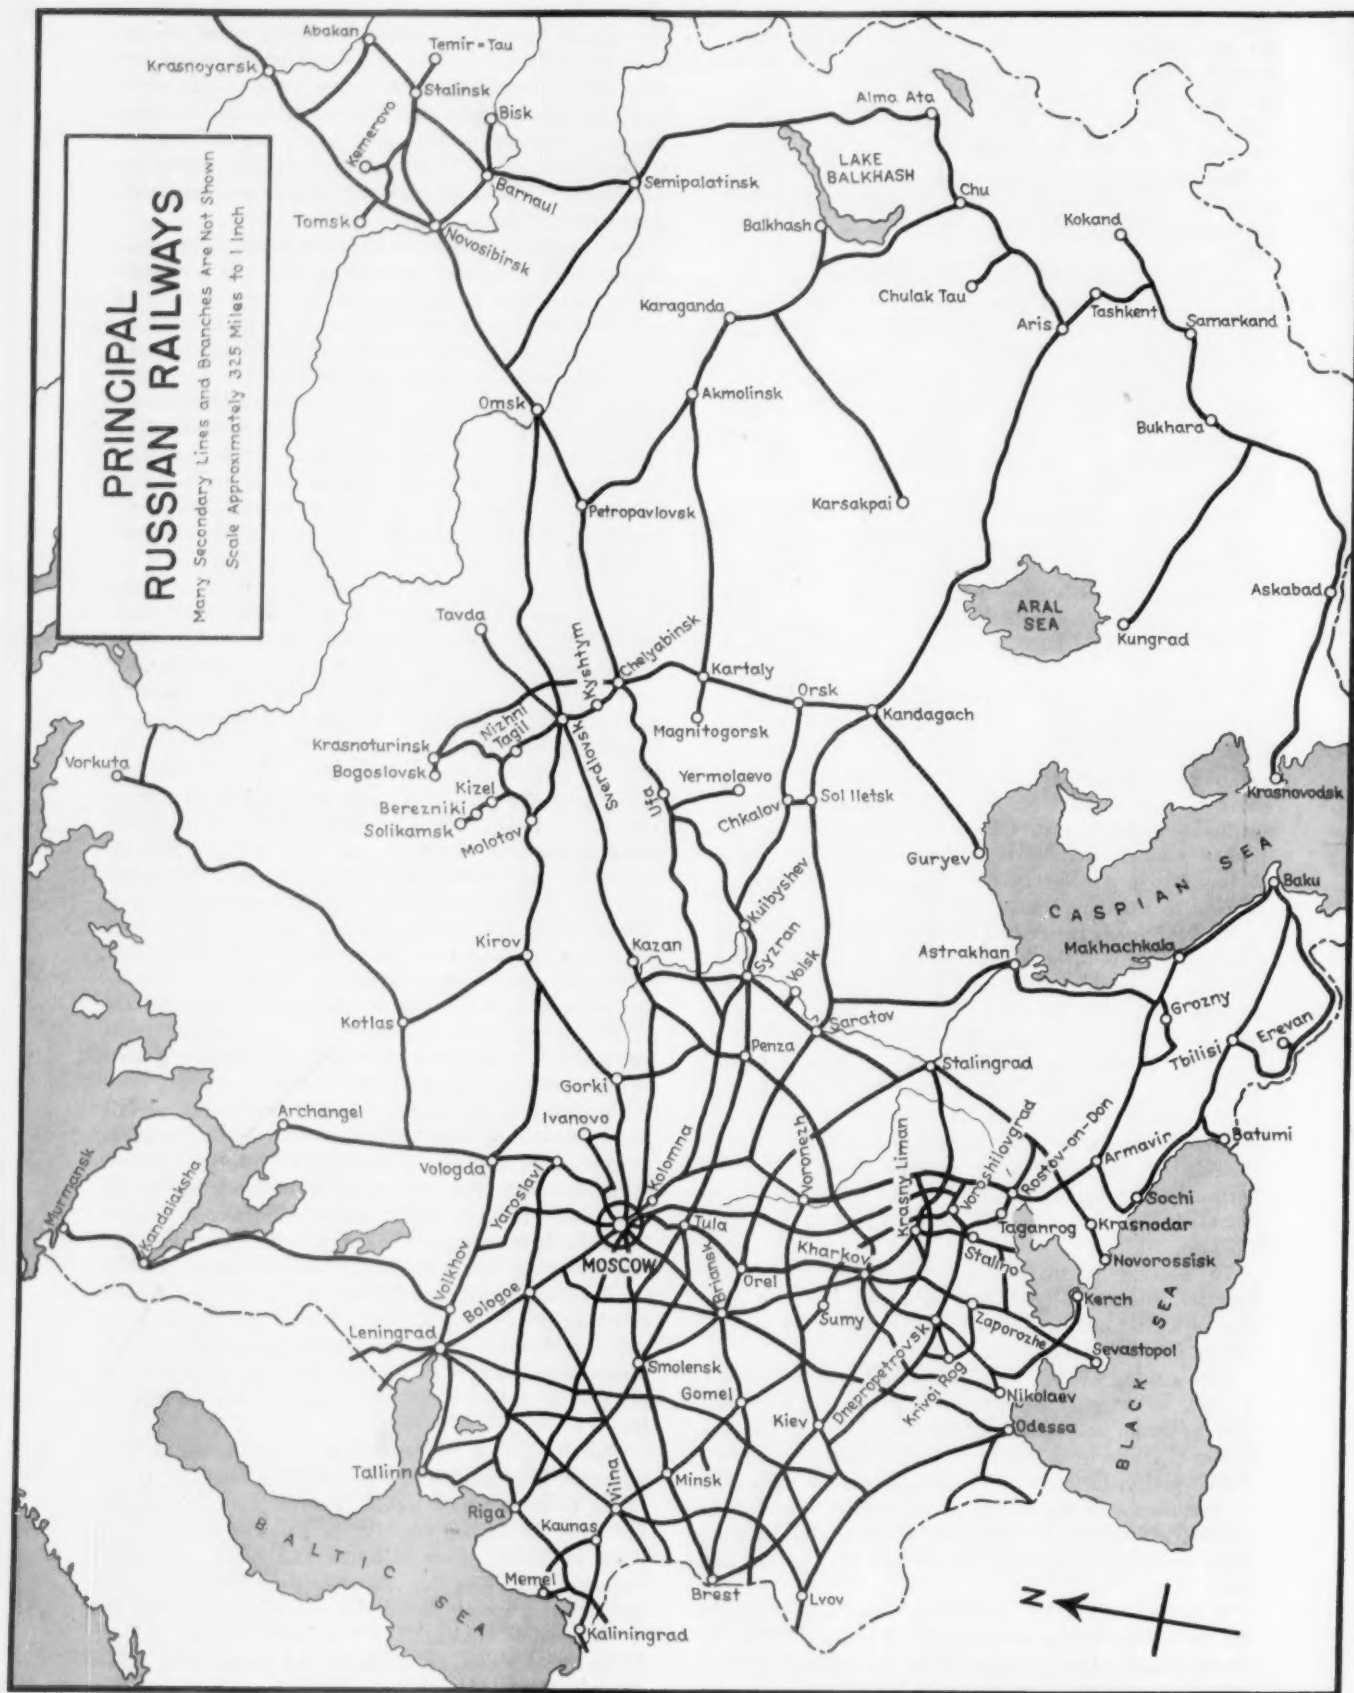 PRINCIPAL
RUSSIAN RAILWAYS
Many Secondary Lines and Branches Are Not Shown
Scale Approximately 325 Miles to 1 Inch
Abakan
Temir=Tau
Krasnoyarsk
Stalinsk
Bisk
Kemerovo
Alma Ata
LAKE
BALKHASH
Barnaul
Semipalatinsk
Chu
Tomsk
Novosibirsk
Balkhash
Kokand
Chulak Tau
Karaganda
Tashkent
Aris
Samarkand
Akmolinsk
Omsk
Bukhara
Karsakpai
Petropavlovsk
Askabad
ARAL
SEA
Tavda
Kungrad
Kyshtym
Chelyabinsk
Kartaly
Orsk
Kandagach
Nizhni
Tagil
Magnitogorsk
Krasnoturinsk
Bogoslovsk
Vorkuta
Sverdlovsk
Kizel
Berezniki
Solikamsk
Molotov
Ufa
Yermolaevo
Chkalov
Sol Iletsk
Krasnovodsk
Guryev
CASPIAN SEA
Baku
Kuibyshev
Kirov
Kazan
Syzran
Volsk
Astrakhan
Makhachkala
Kotlas
Grozny
Saratov
Erevan
Tbilisi
Penza
Stalingrad
Gorki
Archangel
Ivanovo
Batumi
Kolomna
Voronezh
Krasny Liman
Voroshilovgrad
Rostov-on-Don
Armavir
Vologda
Yaroslavl
Murmansk
Kandalaksha
Sochi
Tula
Taganrog
Krasnodar
MOSCOW
Kharkov
Stalino
Novorossisk
Volkhov
Bologoe
Briansk
Orel
Kerch
Sumy
Zaporozhe
Leningrad
Smolensk
Dnepropetrovsk
Sevastopol
BLACK SEA
Gomel
Krivoi Rog
Nikolaev
Kiev
Odessa
Tallinn
Minsk
Vilna
Riga
Kaunas
BALTIC SEA
Memel
Brest
Lvov
N
Kaliningrad